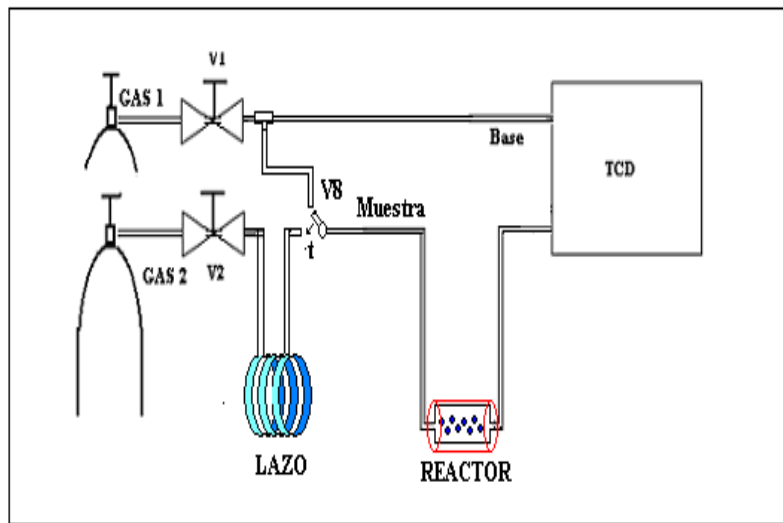 V1
GAS 1
Base
TCD
V8
Muestra
t
GAS 2
V2
LAZO
REACTOR